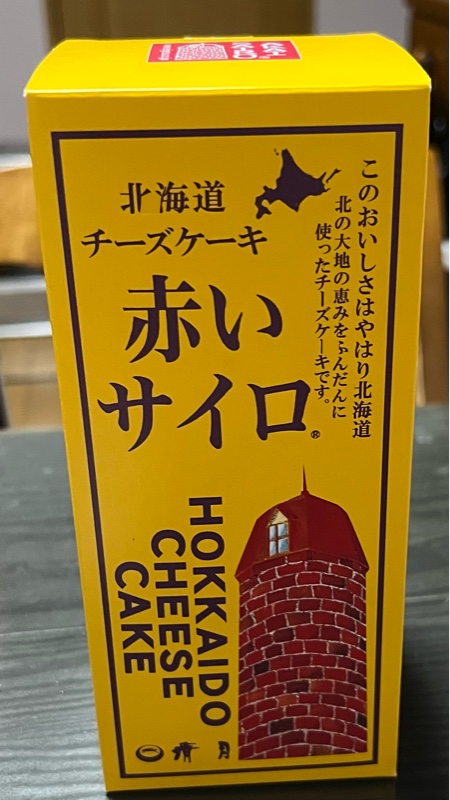 北海道
チーズケーキ
赤い
サイロ®
このおいしさはやはり北海道
北の大地の恵みをふんだんに
使ったチーズケーキです。
HOKKAIDO
CHEESE
CAKE
清月